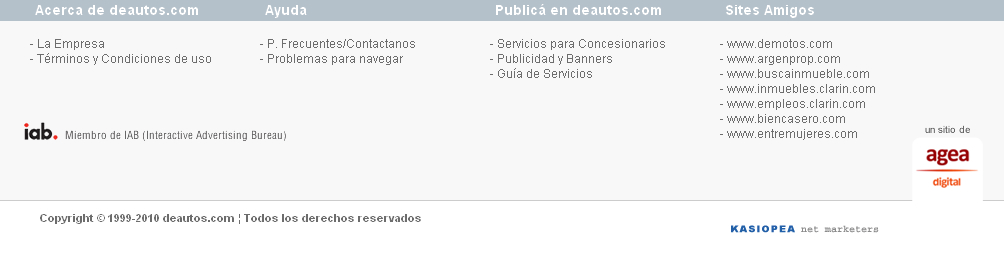 Acerca de deautos.com
- La Empresa
- Términos y Condiciones de uso
Ayuda
- P. Frecuentes/Contactanos
- Problemas para navegar
Publicá en deautos.com
- Servicios para Concesionarios
- Publicidad y Banners
- Guía de Servicios
Sites Amigos
- www.demotos.com
- www.argenprop.com
- www.buscainmueble.com
- www.inmuebles.clarin.com
- www.empleos.clarin.com
- www.biencasero.com
- www.entremujeres.com
iab. Miembro de IAB (Interactive Advertising Bureau)
un sitio de
agea
digital
Copyright © 1999-2010 deautos.com ¦ Todos los derechos reservados
KASIOPEA net marketers